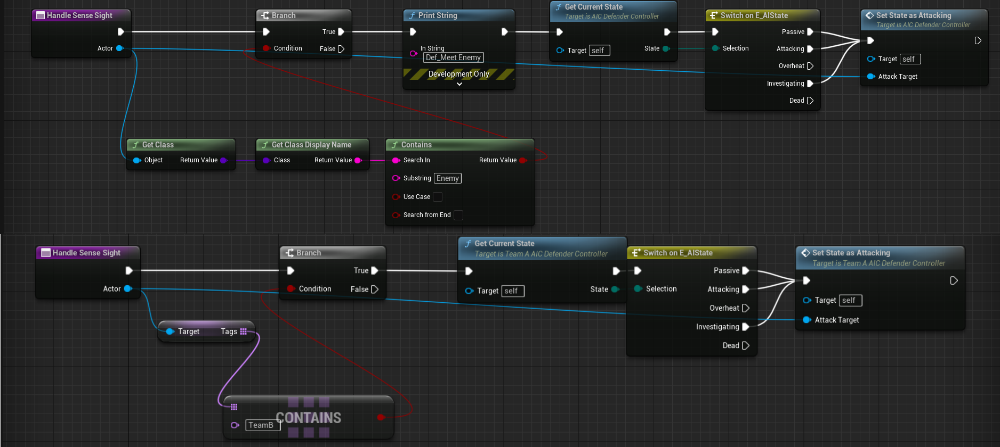 Handle Sense Sight
Actor
Branch
True
Condition
False
Print String
In String
Def_Meet Enemy
Development Only
Get Current State
Target is AIC Defender Controller
Target self
State
Switch on E_AIState
Passive
Selection
Attacking
Overheat
Investigating
Dead
Set State as Attacking
Target is AIC Defender Controller
Target self
Attack Target
Get Class
Object
Return Value
Get Class Display Name
Class
Return Value
Contains
Search In
Return Value
Substring Enemy
Use Case
Search from End
Handle Sense Sight
Actor
Branch
True
Condition
False
Get Current State
Target is Team A AIC Defender Controller
Target self
State
Switch on E_AIState
Passive
Selection
Attacking
Overheat
Investigating
Dead
Set State as Attacking
Target is Team A AIC Defender Controller
Target self
Attack Target
Target
Tags
CONTAINS
TeamB